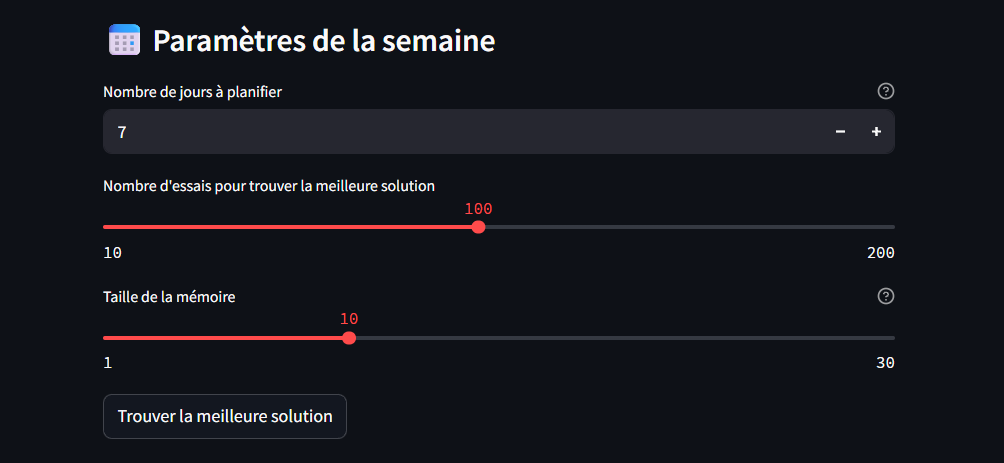 Paramètres de la semaine
Nombre de jours à planifier
7
Nombre d'essais pour trouver la meilleure solution
100
10 200
Taille de la mémoire
10
1 30
Trouver la meilleure solution